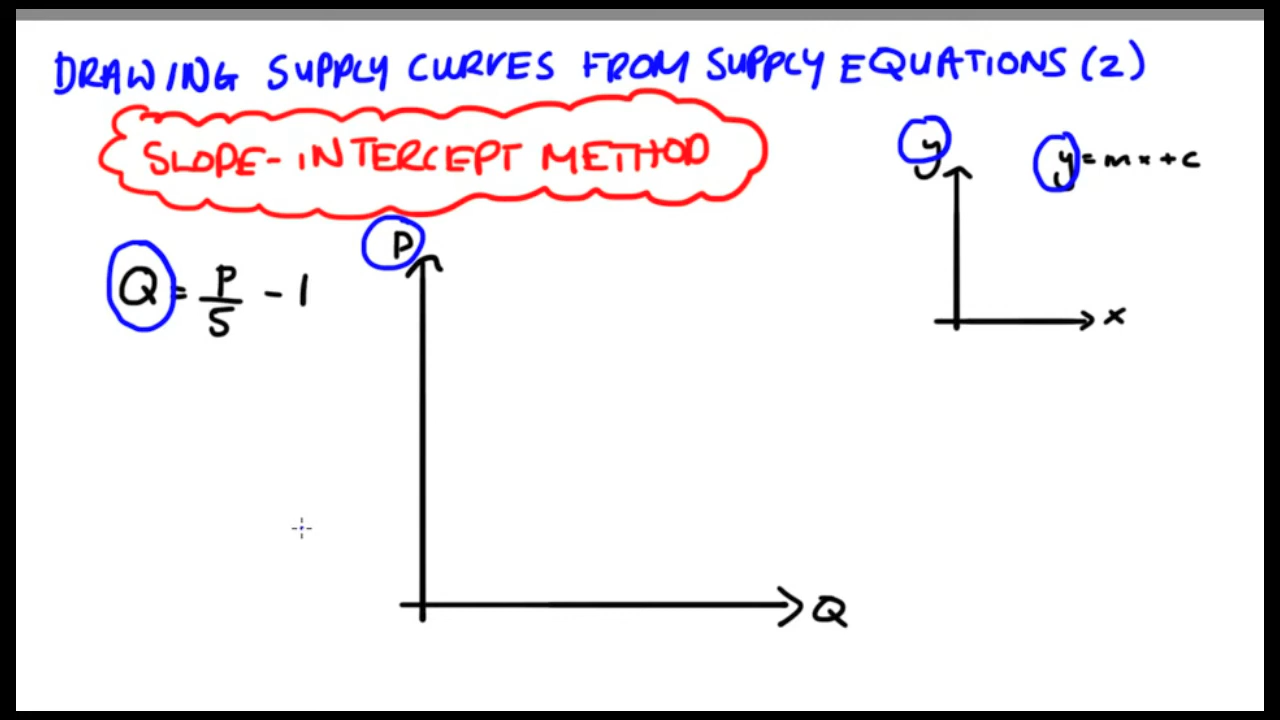 DRAWING SUPPLY CURVES FROM SUPPLY EQUATIONS (2)
SLOPE-INTERCEPT METHOD
y
y = mx + c
x
P
Q = P/5 - 1
Q